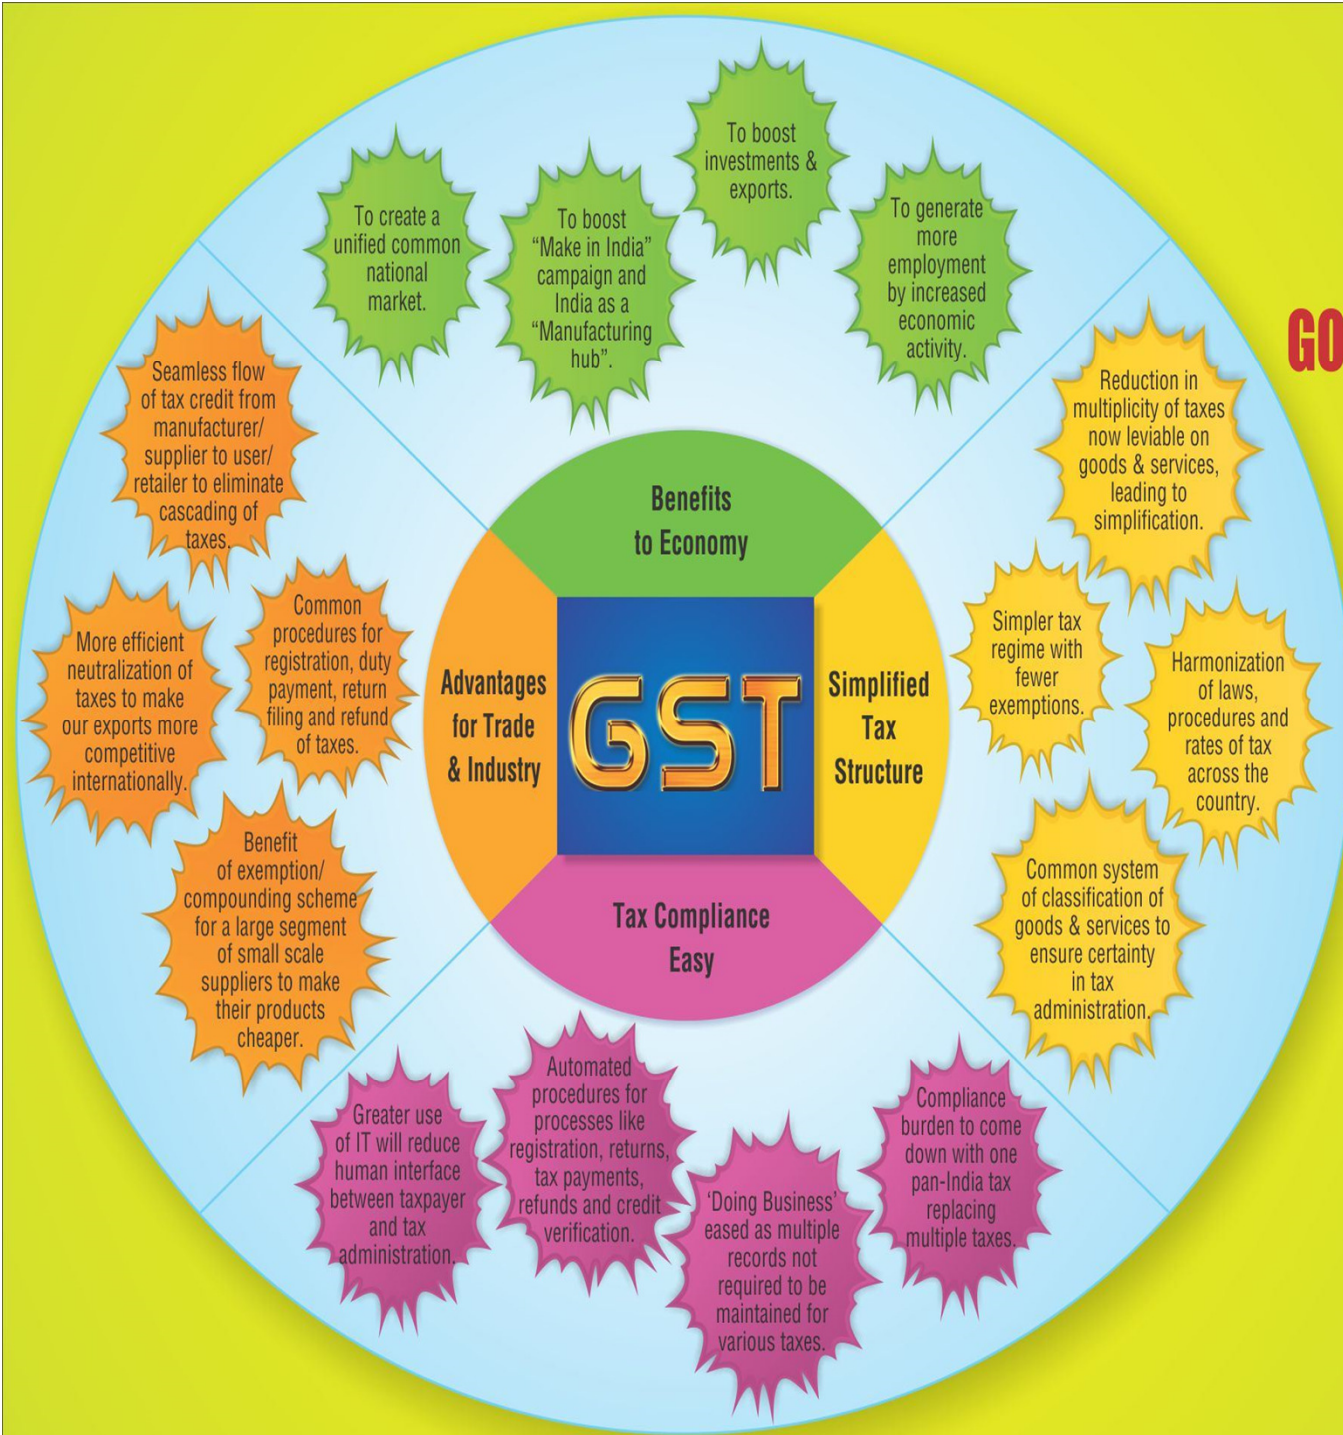 To boost
investments &
exports.
To create a
unified common
national
market.
To boost
“Make in India”
campaign and
India as a
“Manufacturing
hub”.
To generate
more
employment
by increased
economic
activity.
GO
Seamless flow
of tax credit from
manufacturer/
supplier to user/
retailer to eliminate
cascading of
taxes.
More efficient
neutralization of
taxes to make
our exports more
competitive
internationally.
Common
procedures for
registration, duty
payment, return
filing and refund
of taxes.
Benefit
of exemption/
compounding scheme
for a large segment
of small scale
suppliers to make
their products
cheaper.
Benefits
to Economy
Advantages
for Trade
& Industry
GST
Simplified
Tax
Structure
Tax Compliance
Easy
Reduction in
multiplicity of taxes
now leviable on
goods & services,
leading to
simplification.
Simpler tax
regime with
fewer
exemptions.
Harmonization
of laws,
procedures and
rates of tax
across the
country.
Common system
of classification of
goods & services to
ensure certainty
in tax
administration.
Greater use
of IT will reduce
human interface
between taxpayer
and tax
administration.
Automated
procedures for
processes like
registration, returns,
tax payments,
refunds and credit
verification.
‘Doing Business’
eased as multiple
records not
required to be
maintained for
various taxes.
Compliance
burden to come
down with one
pan-India tax
replacing
multiple taxes.